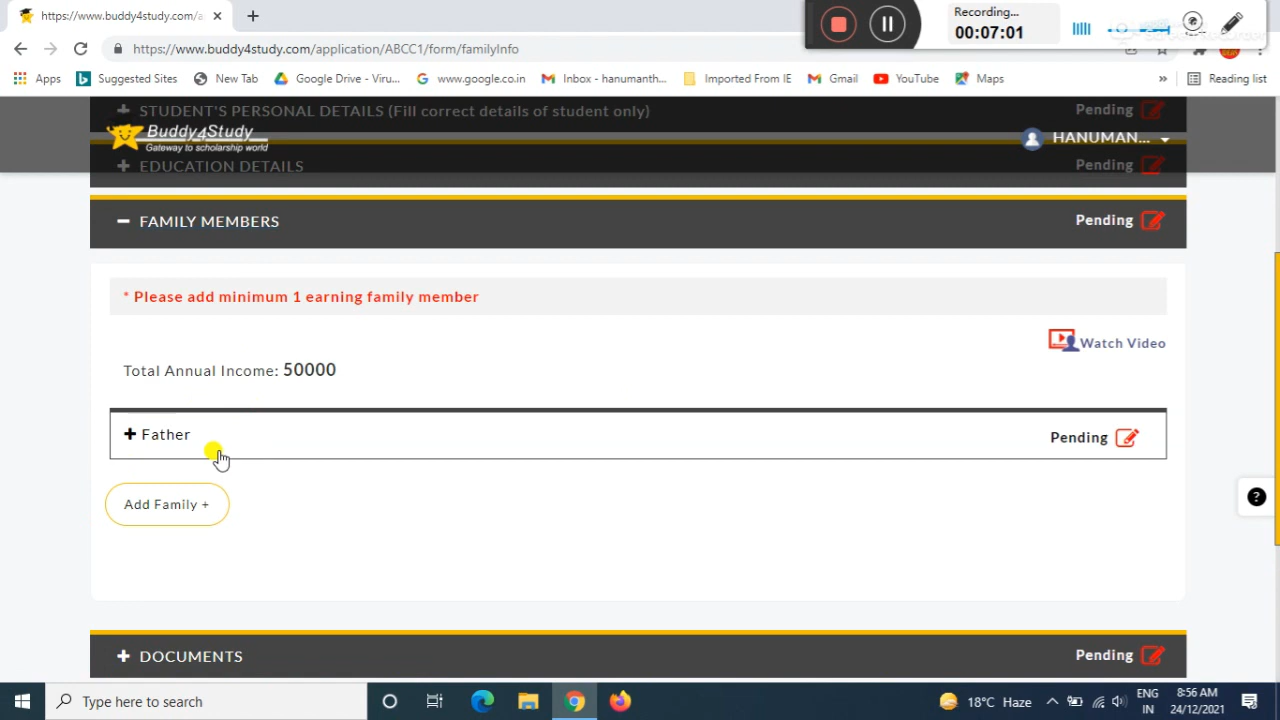 https://www.buddy4study.com/a
Recording...
00:07:01
https://www.buddy4study.com/application/ABCC1/form/familyInfo
Apps
Suggested Sites
New Tab
Google Drive - Viru...
www.google.co.in
Inbox - hanumanth...
Imported From IE
Gmail
YouTube
Maps
»
Reading list
+ STUDENT'S PERSONAL DETAILS (Fill correct details of student only)
Pending
Buddy4Study
Gateway to scholarship world
HANUMAN...
+ EDUCATION DETAILS
Pending
− FAMILY MEMBERS
Pending
* Please add minimum 1 earning family member
Watch Video
Total Annual Income: 50000
+ Father
Pending
Add Family +
?
+ DOCUMENTS
Pending
Type here to search
18°C Haze
ENG
IN
8:56 AM
24/12/2021